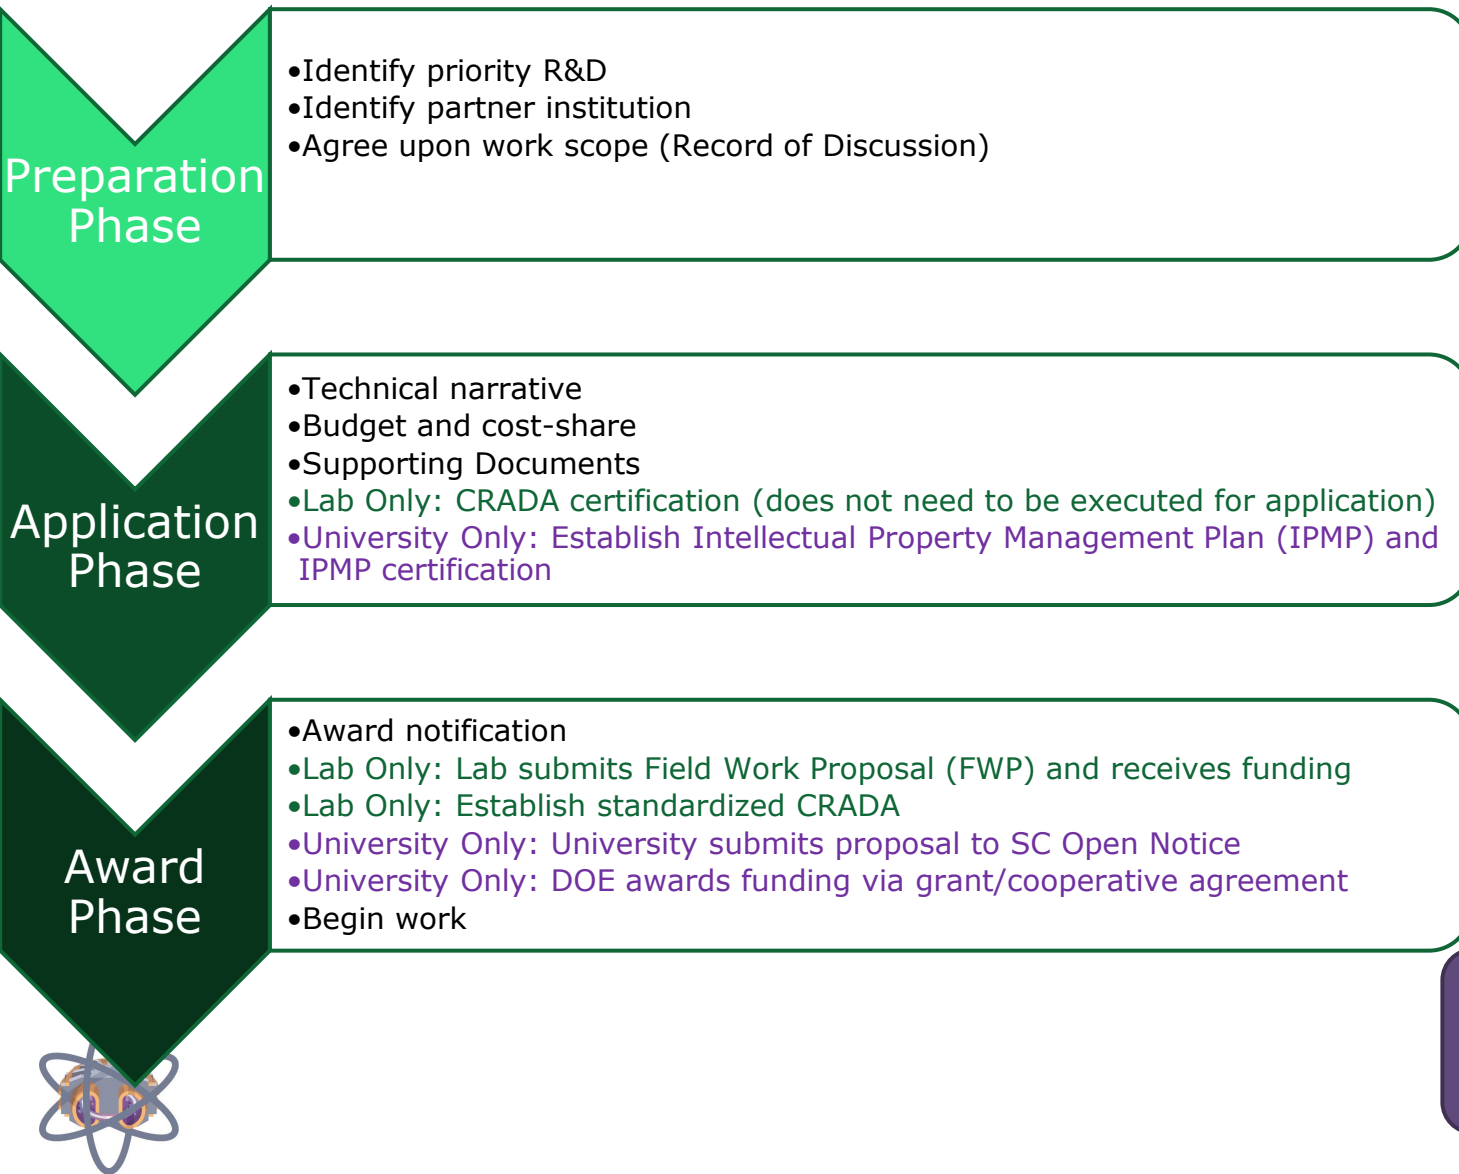 Preparation
Phase
•Identify priority R&D
•Identify partner institution
•Agree upon work scope (Record of Discussion)
Application
Phase
•Technical narrative
•Budget and cost-share
•Supporting Documents
•Lab Only: CRADA certification (does not need to be executed for application)
•University Only: Establish Intellectual Property Management Plan (IPMP) and
IPMP certification
Award
Phase
•Award notification
•Lab Only: Lab submits Field Work Proposal (FWP) and receives funding
•Lab Only: Establish standardized CRADA
•University Only: University submits proposal to SC Open Notice
•University Only: DOE awards funding via grant/cooperative agreement
•Begin work